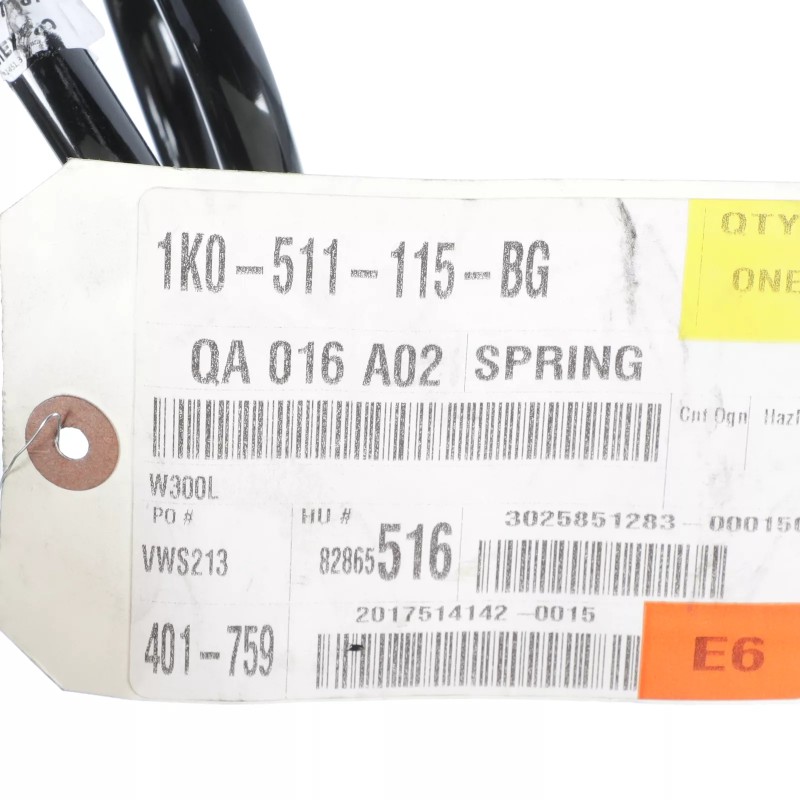 1K0-511-115-BG
QTY
ONE
QA 016 A02 SPRING
Cnt Ogn
W300L
PO #
HU #
3025851283-00015
VWS213
82865516
2017514142-0015
401-759
E6